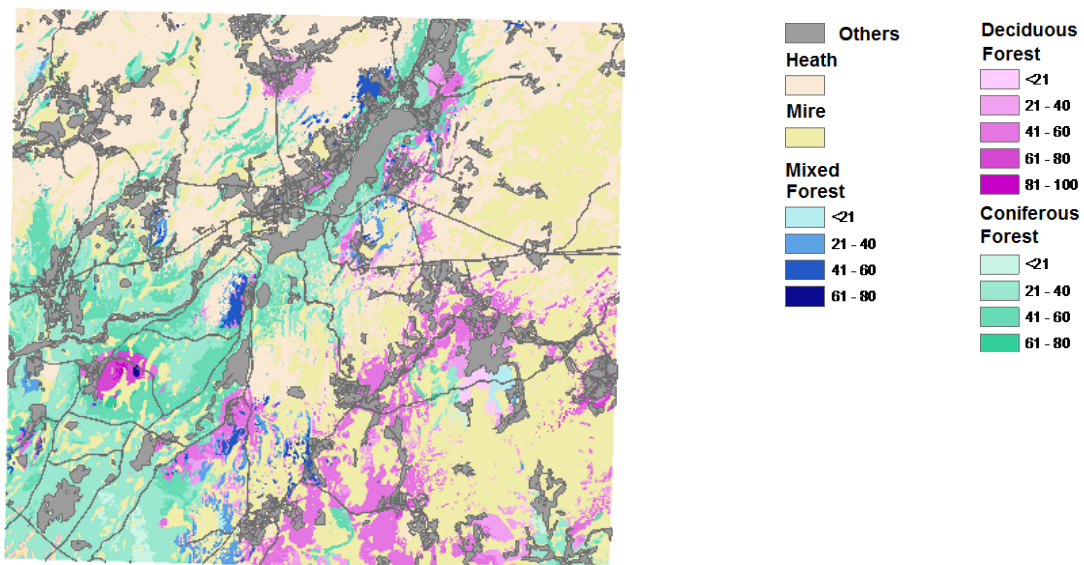 Others
Heath
Mire
Mixed
Forest
<21
21 - 40
41 - 60
61 - 80
Deciduous
Forest
<21
21 - 40
41 - 60
61 - 80
81 - 100
Coniferous
Forest
<21
21 - 40
41 - 60
61 - 80